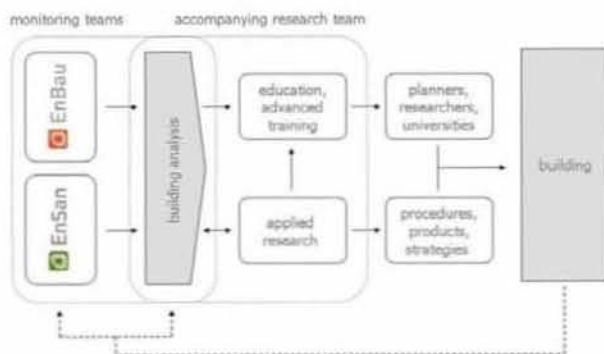 monitoring teams
accompanying research team
EnBau
EnSan
building analysis
education,
advanced
training
applied
research
planners,
researchers,
universities
procedures,
products,
strategies
building